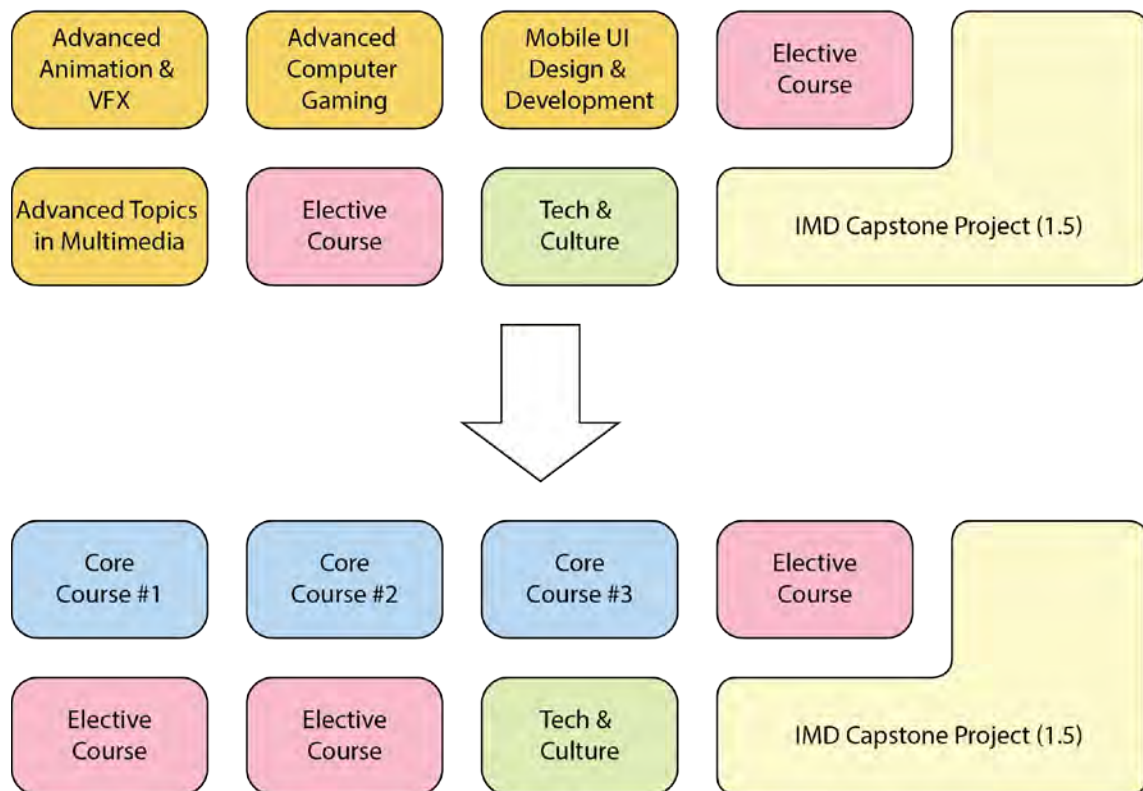 Advanced
Animation &
VFX
Advanced
Computer
Gaming
Mobile UI
Design &
Development
Elective
Course
Advanced Topics
in Multimedia
Elective
Course
Tech &
Culture
IMD Capstone Project (1.5)
Core
Course #1
Core
Course #2
Core
Course #3
Elective
Course
Elective
Course
Elective
Course
Tech &
Culture
IMD Capstone Project (1.5)